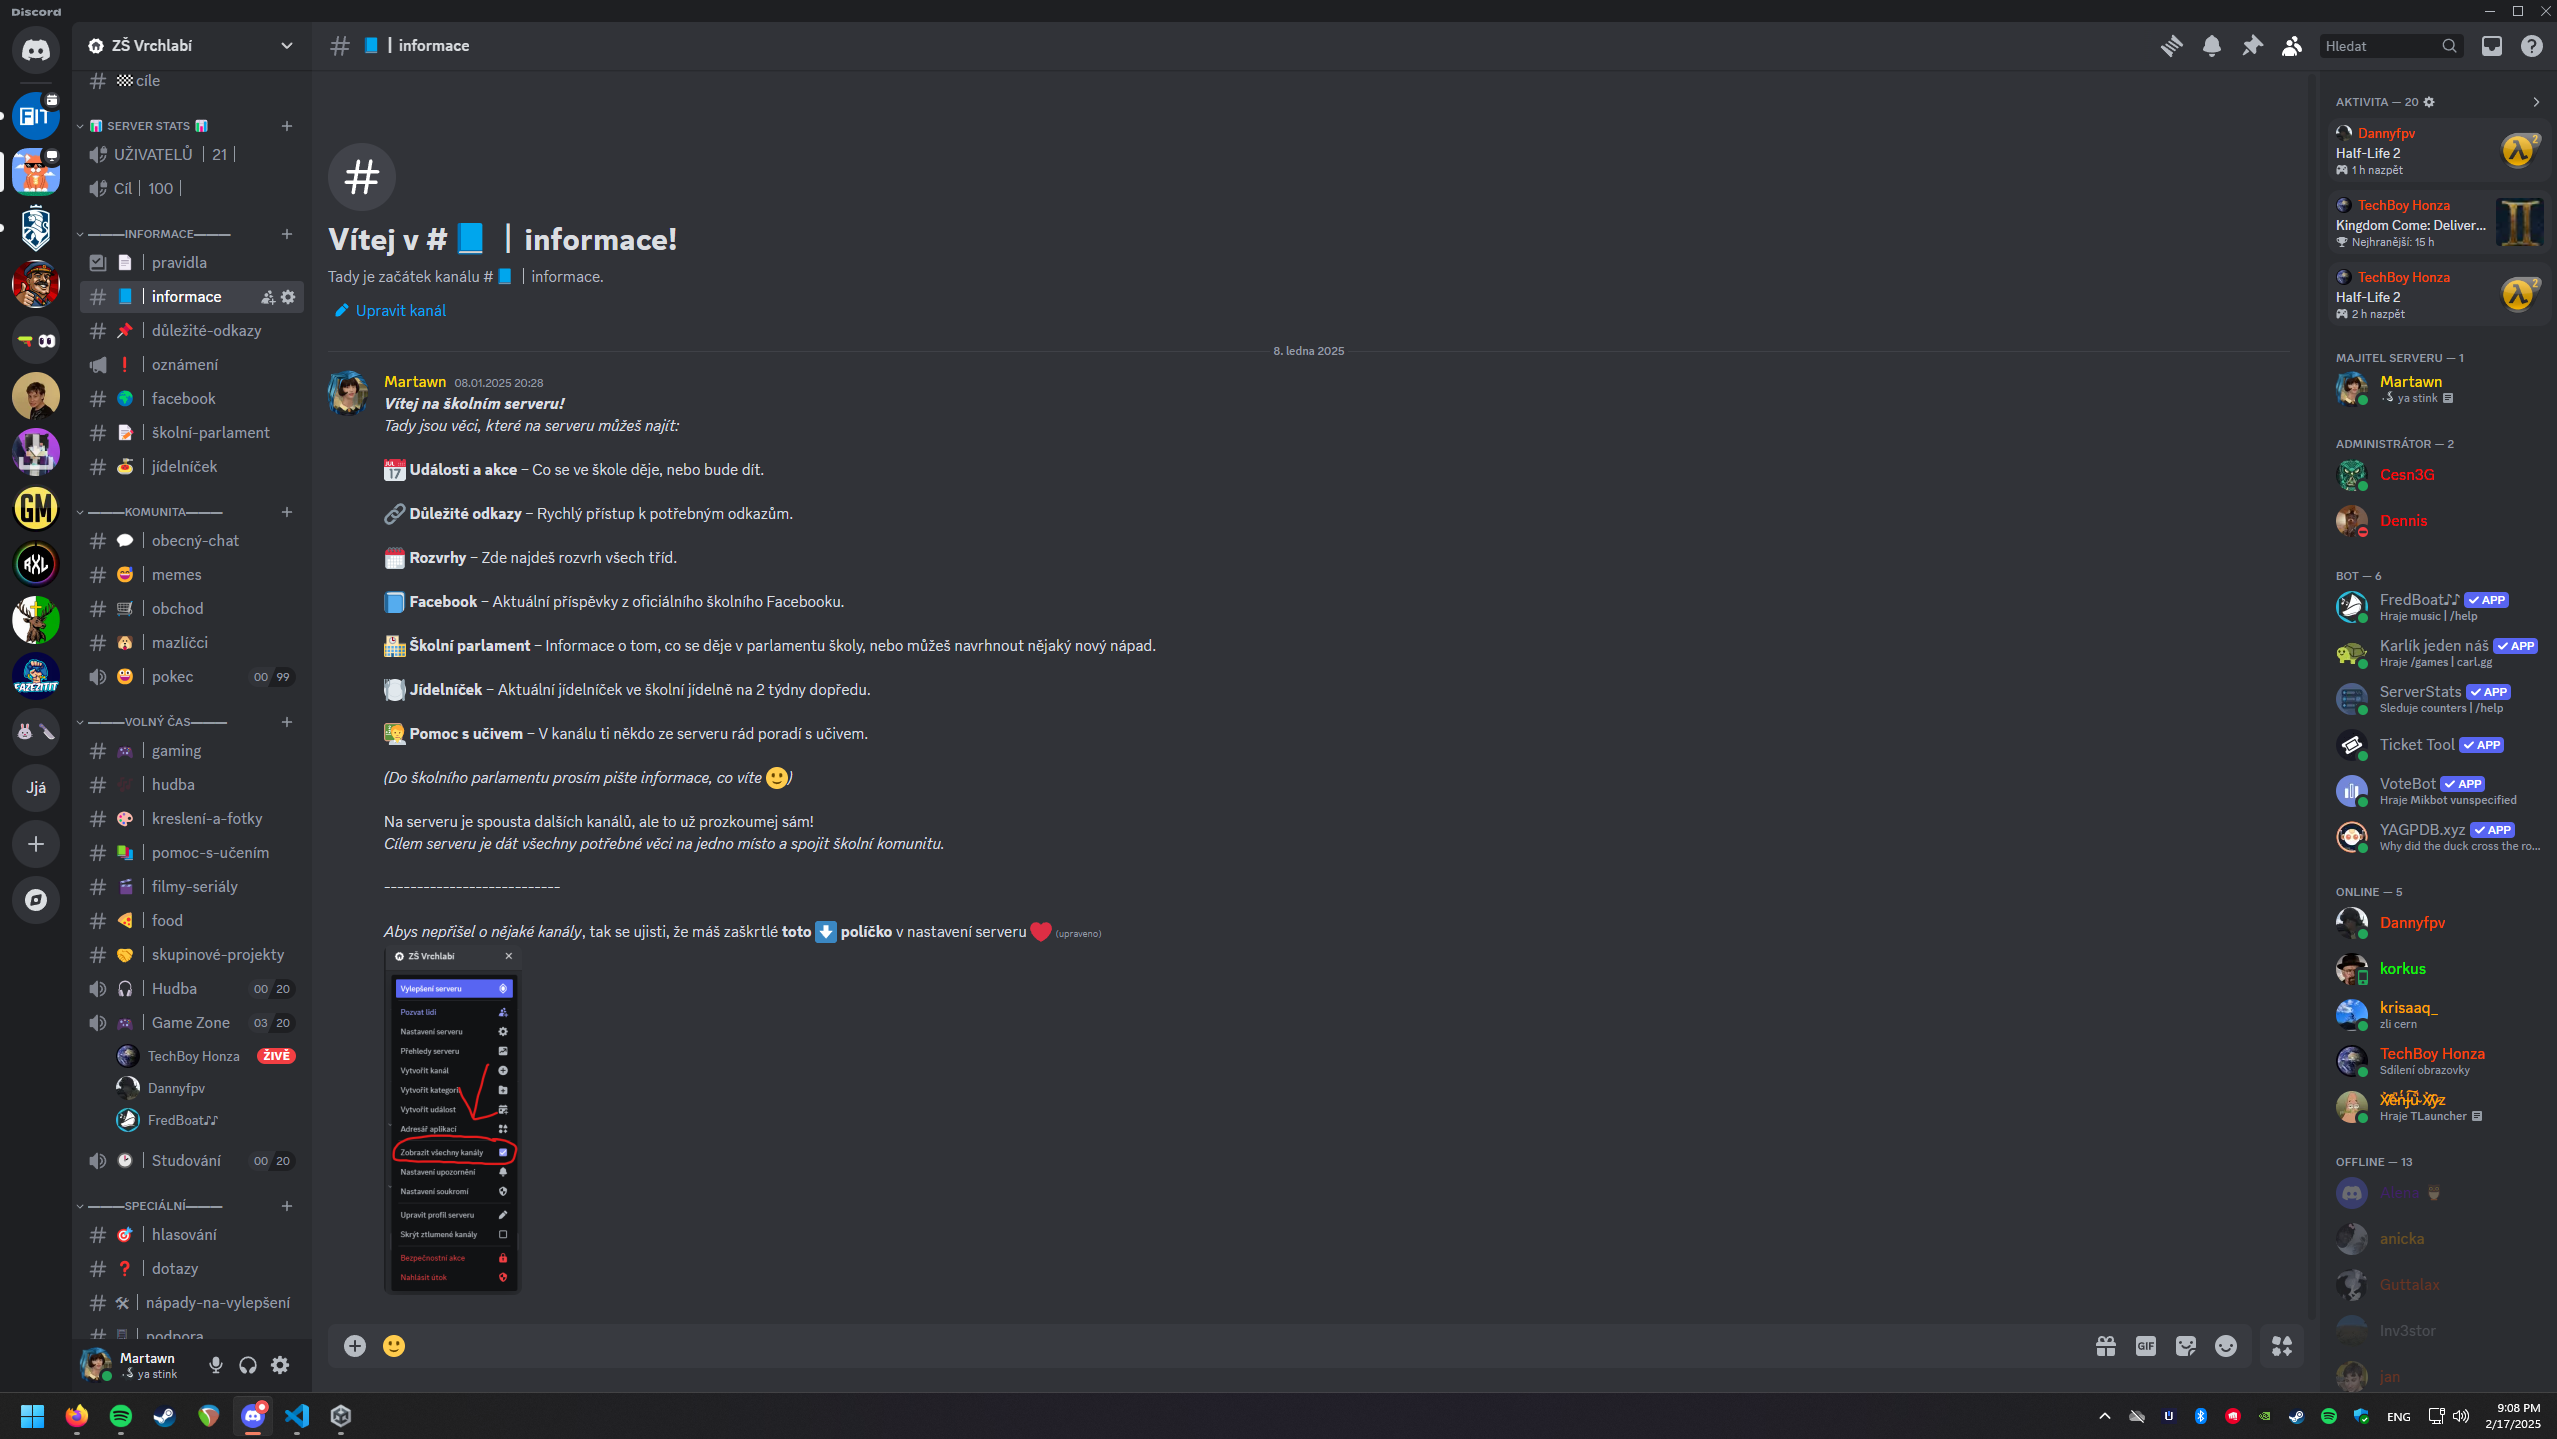 Discord
ZŠ Vrchlabí
cíle
SERVER STATS
UŽIVATELŮ | 21 |
Cíl | 100 |
———INFORMACE———
pravidla
informace
důležité-odkazy
oznámení
facebook
školní-parlament
jídelníček
———KOMUNITA———
obecný-chat
memes
obchod
mazlíčci
pokec 00 99
———VOLNÝ ČAS———
gaming
hudba
kreslení-a-fotky
pomoc-s-učením
filmy-seriály
food
skupinové-projekty
Hudba 00 20
Game Zone 03 20
TechBoy Honza ŽIVĚ
Dannyfpv
FredBoat♪♪
Studování 00 20
———SPECIÁLNÍ———
hlasování
dotazy
nápady-na-vylepšení
podpora
Martawn
ya stink
FIT
GM
RXL
FAZEZITIT
Jjá
# 📘 | informace
Hledat
Vítej v #📘 | informace!
Tady je začátek kanálu #📘 | informace.
Upravit kanál
8. ledna 2025
Martawn 08.01.2025 20:28
Vítej na školním serveru!
Tady jsou věci, které na serveru můžeš najít:
📅 Události a akce – Co se ve škole děje, nebo bude dít.
🔗 Důležité odkazy – Rychlý přístup k potřebným odkazům.
🗓️ Rozvrhy – Zde najdeš rozvrh všech tříd.
📘 Facebook – Aktuální příspěvky z oficiálního školního Facebooku.
🏫 Školní parlament – Informace o tom, co se děje v parlamentu školy, nebo můžeš navrhnout nějaký nový nápad.
🍽️ Jídelníček – Aktuální jídelníček ve školní jídelně na 2 týdny dopředu.
🧑‍🏫 Pomoc s učivem – V kanálu ti někdo ze serveru rád poradí s učivem.
(Do školního parlamentu prosím pište informace, co víte 🙂)
Na serveru je spousta dalších kanálů, ale to už prozkoumej sám!
Cílem serveru je dát všechny potřebné věci na jedno místo a spojit školní komunitu.
---------------------------
Abys nepřišel o nějaké kanály, tak se ujisti, že máš zaškrtlé toto ⬇️ políčko v nastavení serveru ❤️ (upraveno)
ZŠ Vrchlabí
Vylepšení serveru
Pozvat lidi
Nastavení serveru
Přehledy serveru
Vytvořit kanál
Vytvořit kategorii
Vytvořit událost
Adresář aplikací
Zobrazit všechny kanály
Nastavení upozornění
Nastavení soukromí
Upravit profil serveru
Skrýt ztlumené kanály
Bezpečnostní akce
Nahlásit útok
GIF
AKTIVITA — 20
Dannyfpv
Half-Life 2
1 h nazpět
TechBoy Honza
Kingdom Come: Deliver...
Nejhranější: 15 h
TechBoy Honza
Half-Life 2
2 h nazpět
MAJITEL SERVERU — 1
Martawn
ya stink
ADMINISTRÁTOR — 2
Cesn3G
Dennis
BOT — 6
FredBoat♪♪ APP
Hraje music | /help
Karlík jeden náš APP
Hraje /games | carl.gg
ServerStats APP
Sleduje counters | /help
Ticket Tool APP
VoteBot APP
Hraje Mikbot vunspecified
YAGPDB.xyz APP
Why did the duck cross the ro...
ONLINE — 5
Dannyfpv
korkus
krisaaq_
zli cern
TechBoy Honza
Sdílení obrazovky
Hraje TLauncher
OFFLINE — 13
anicka
Guttalax
Inv3stor
jan
ENG
9:08 PM
2/17/2025